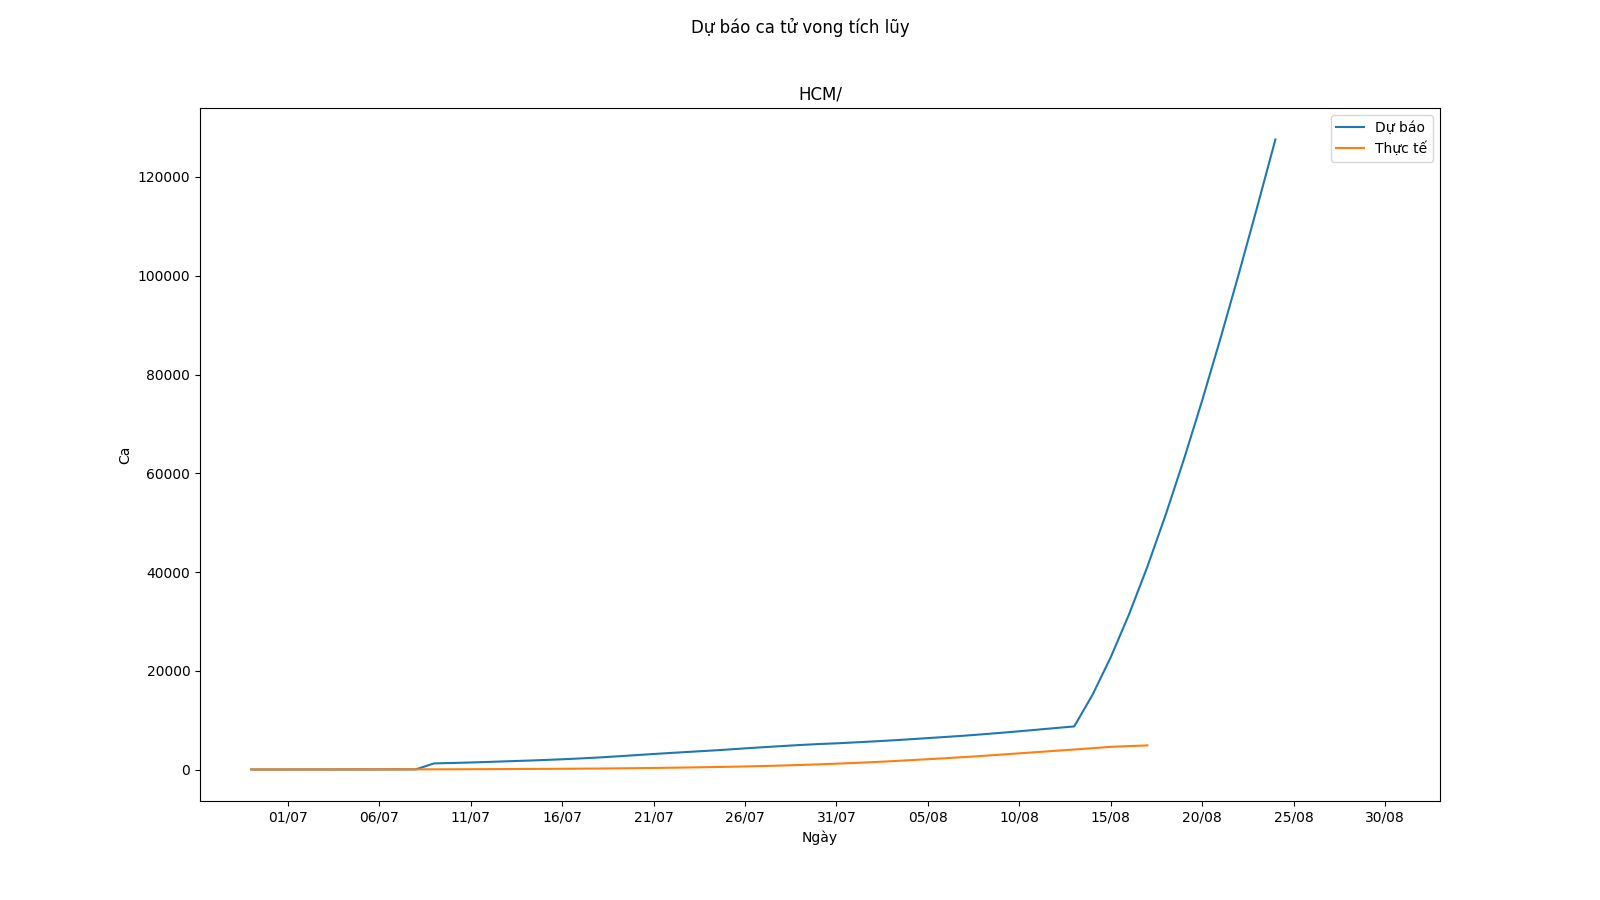 Dự báo ca tử vong tích lũy
HCM/
Dự báo
Thực tế
120000
100000
80000
60000
40000
20000
0
Ca
01/07 06/07 11/07 16/07 21/07 26/07 31/07 05/08 10/08 15/08 20/08 25/08 30/08
Ngày